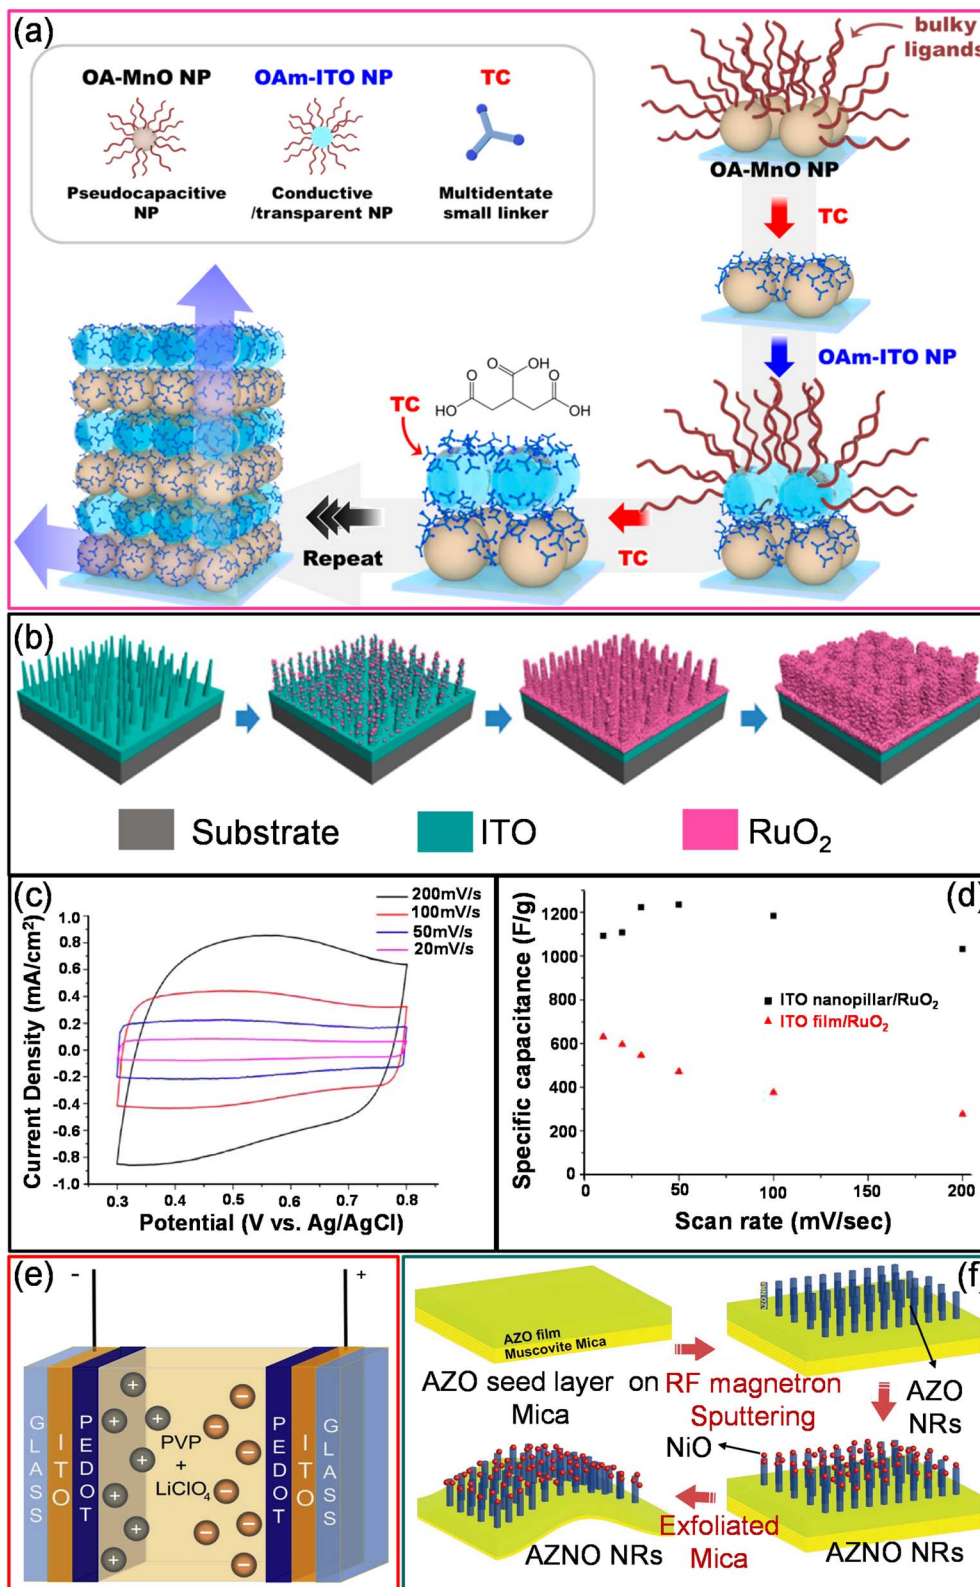 (a)
bulky
ligands
OA-MnO NP
OAm-ITO NP
TC
Pseudocapacitive
NP
Conductive
/transparent NP
Multidentate
small linker
OA-MnO NP
TC
OAm-ITO NP
O
OH
O
O
HO
OH
TC
Repeat
TC
(b)
Substrate
ITO
RuO2
(c)
200mV/s
100mV/s
50mV/s
20mV/s
Current Density (mA/cm²)
1.0
0.8
0.6
0.4
0.2
0.0
-0.2
-0.4
-0.6
-0.8
-1.0
0.3 0.4 0.5 0.6 0.7 0.8
Potential (V vs. Ag/AgCl)
(d)
Specific capacitance (F/g)
1200
1000
800
600
400
200
0
ITO nanopillar/RuO2
ITO film/RuO2
0 50 100 150 200
Scan rate (mV/sec)
(e)
- +
GLASS
ITO
PEDOT
PVP
+
LiClO4
PEDOT
ITO
GLASS
(f)
AZO film
Muscovite Mica
AZO seed layer on
Mica
RF magnetron
Sputtering
AZO
NRs
NiO
Exfoliated
Mica
AZNO NRs
AZNO NRs